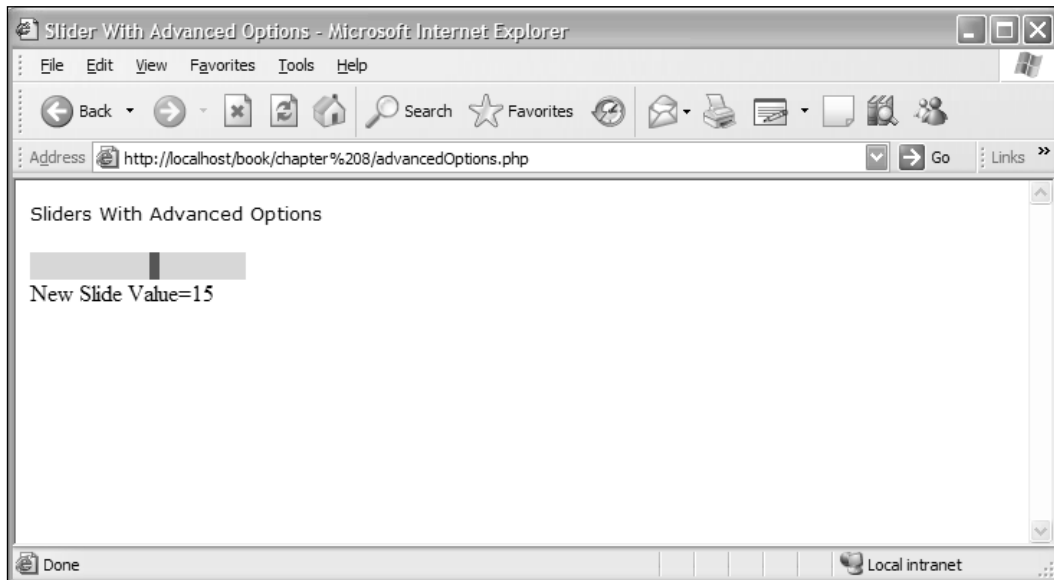 Slider With Advanced Options - Microsoft Internet Explorer
File Edit View Favorites Tools Help
Back Search Favorites
Address http://localhost/book/chapter%208/advancedOptions.php Go Links »
Sliders With Advanced Options
New Slide Value=15
Done Local intranet